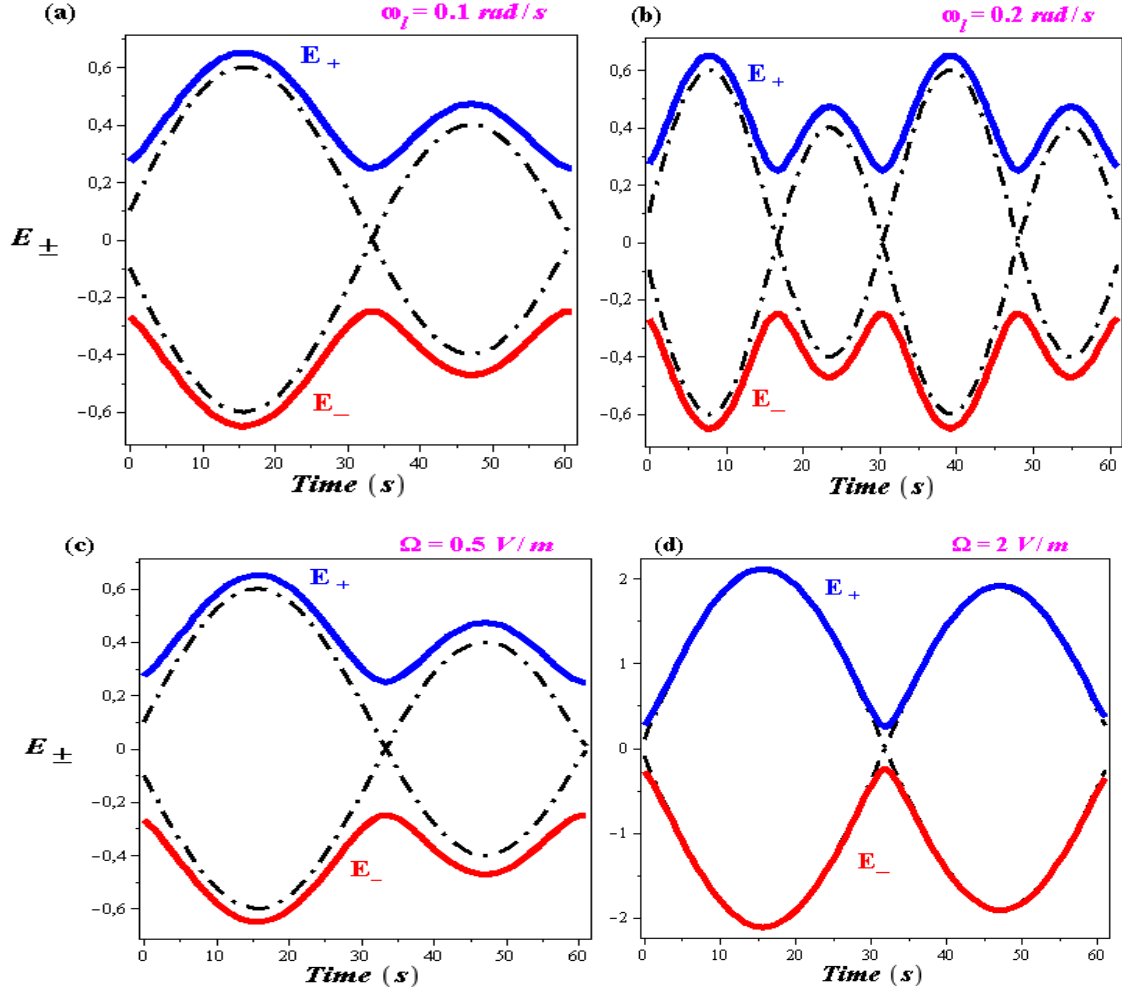 (a) ω_l = 0.1 rad/s
0,6
0,4
0,2
0
−0,2
−0,4
−0,6
E_±
E_+
E_−
0 10 20 30 40 50 60
Time (s)
(b) ω_l = 0.2 rad/s
0,6
0,4
0,2
0
−0,2
−0,4
−0,6
E_+
E_−
0 10 20 30 40 50 60
Time (s)
(c) Ω = 0.5 V/m
0,6
0,4
0,2
0
−0,2
−0,4
−0,6
E_±
E_+
E_−
0 10 20 30 40 50 60
Time (s)
(d) Ω = 2 V/m
2
1
0
−1
−2
E_+
E_−
0 10 20 30 40 50 60
Time (s)